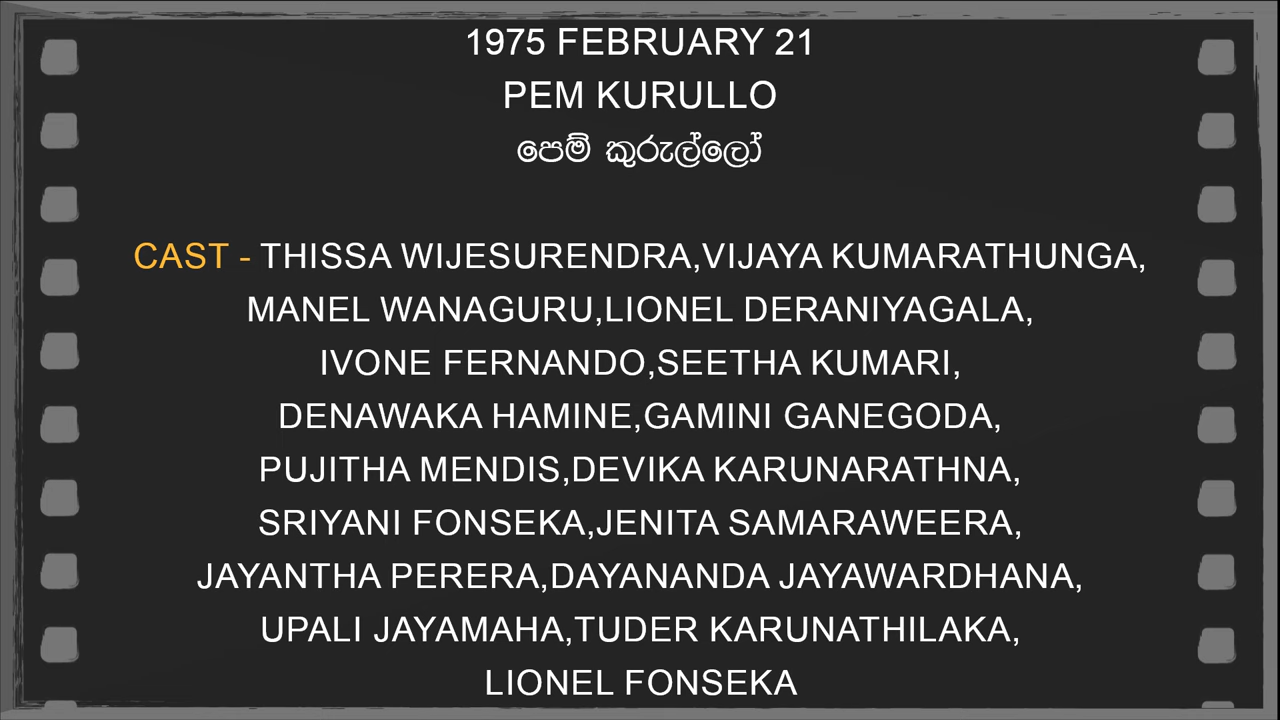 1975 FEBRUARY 21
PEM KURULLO
පෙම් කුරුල්ලෝ
CAST - THISSA WIJESURENDRA,VIJAYA KUMARATHUNGA,
MANEL WANAGURU,LIONEL DERANIYAGALA,
IVONE FERNANDO,SEETHA KUMARI,
DENAWAKA HAMINE,GAMINI GANEGODA,
PUJITHA MENDIS,DEVIKA KARUNARATHNA,
SRIYANI FONSEKA,JENITA SAMARAWEERA,
JAYANTHA PERERA,DAYANANDA JAYAWARDHANA,
UPALI JAYAMAHA,TUDER KARUNATHILAKA,
LIONEL FONSEKA